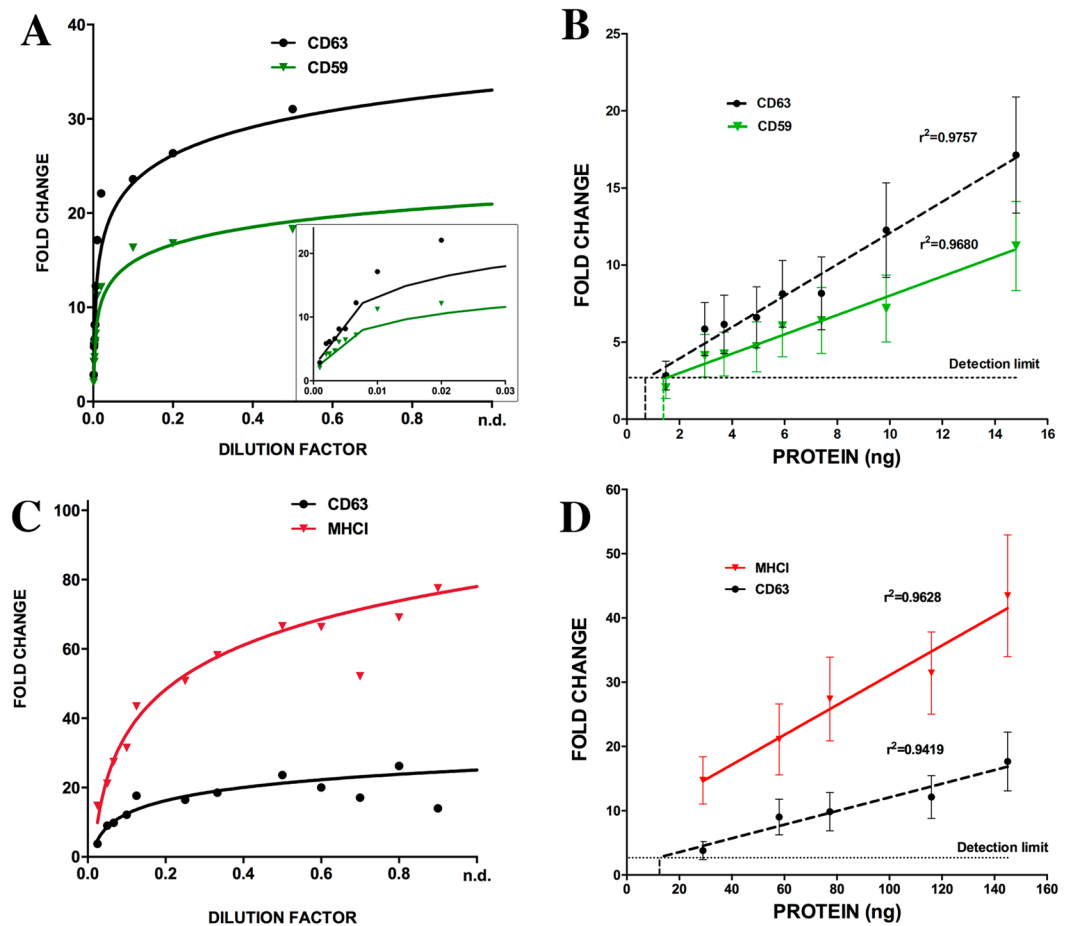 A
CD63
CD59
40
30
20
10
0
FOLD CHANGE
20
10
0
0.00
0.01
0.02
0.03
0.0
0.2
0.4
0.6
0.8
n.d.
DILUTION FACTOR
B
CD63
CD59
25
20
15
10
5
0
FOLD CHANGE
r2=0.9757
r2=0.9680
Detection limit
0
2
4
6
8
10
12
14
16
PROTEIN (ng)
C
CD63
MHCI
100
80
60
40
20
0
FOLD CHANGE
0.0
0.2
0.4
0.6
0.8
n.d.
DILUTION FACTOR
D
MHCI
CD63
60
50
40
30
20
10
0
FOLD CHANGE
r2=0.9628
r2=0.9419
Detection limit
0
20
40
60
80
100
120
140
160
PROTEIN (ng)